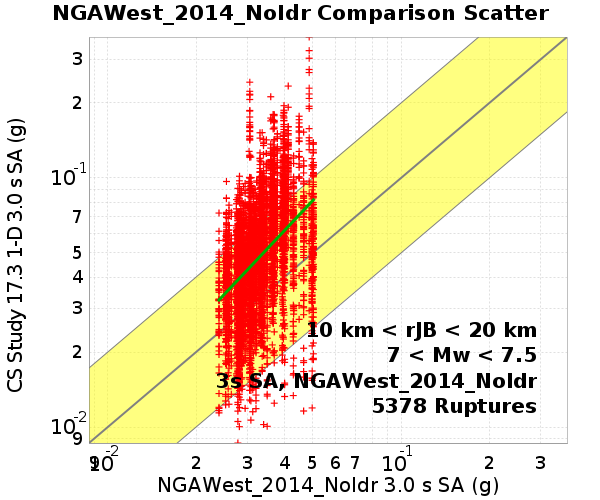 NGAWest_2014_NoIdr Comparison Scatter
CS Study 17.3 1-D 3.0 s SA (g)
3
2
10-1
7
5
4
3
2
10-2
9
10 km < rJB < 20 km
7 < Mw < 7.5
3s SA, NGAWest_2014_NoIdr
5378 Ruptures
9 10-2 2 3 4 5 6 7 10-1 2 3
NGAWest_2014_NoIdr 3.0 s SA (g)